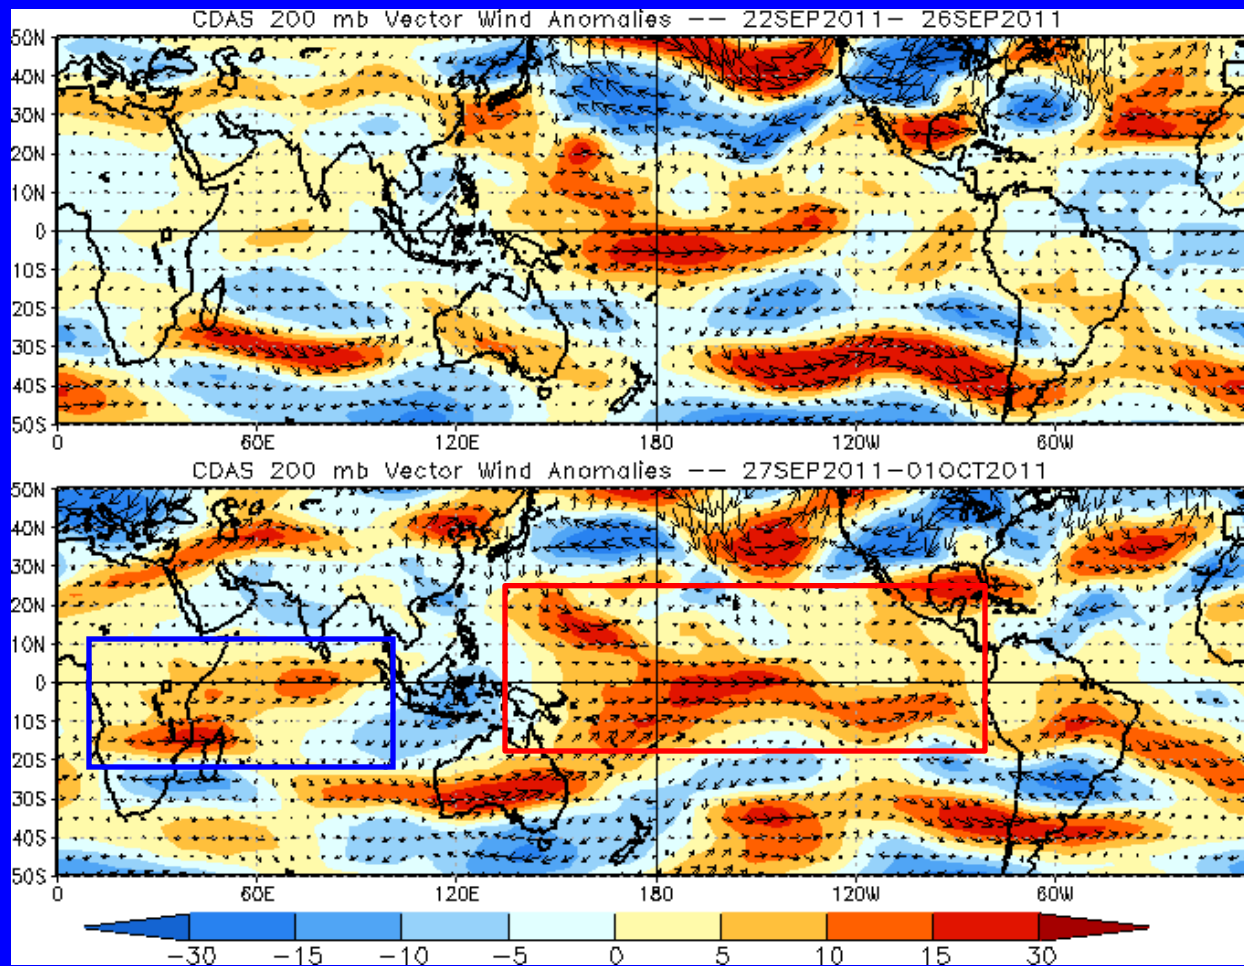 CDAS 200 mb Vector Wind Anomalies -- 22SEP2011- 26SEP2011
50N
40N
30N
20N
10N
0
10S
20S
30S
40S
50S
0 60E 120E 180 120W 60W
CDAS 200 mb Vector Wind Anomalies -- 27SEP2011-01OCT2011
50N
40N
30N
20N
10N
0
10S
20S
30S
40S
50S
0 60E 120E 180 120W 60W
-30 -15 -10 -5 0 5 10 15 30